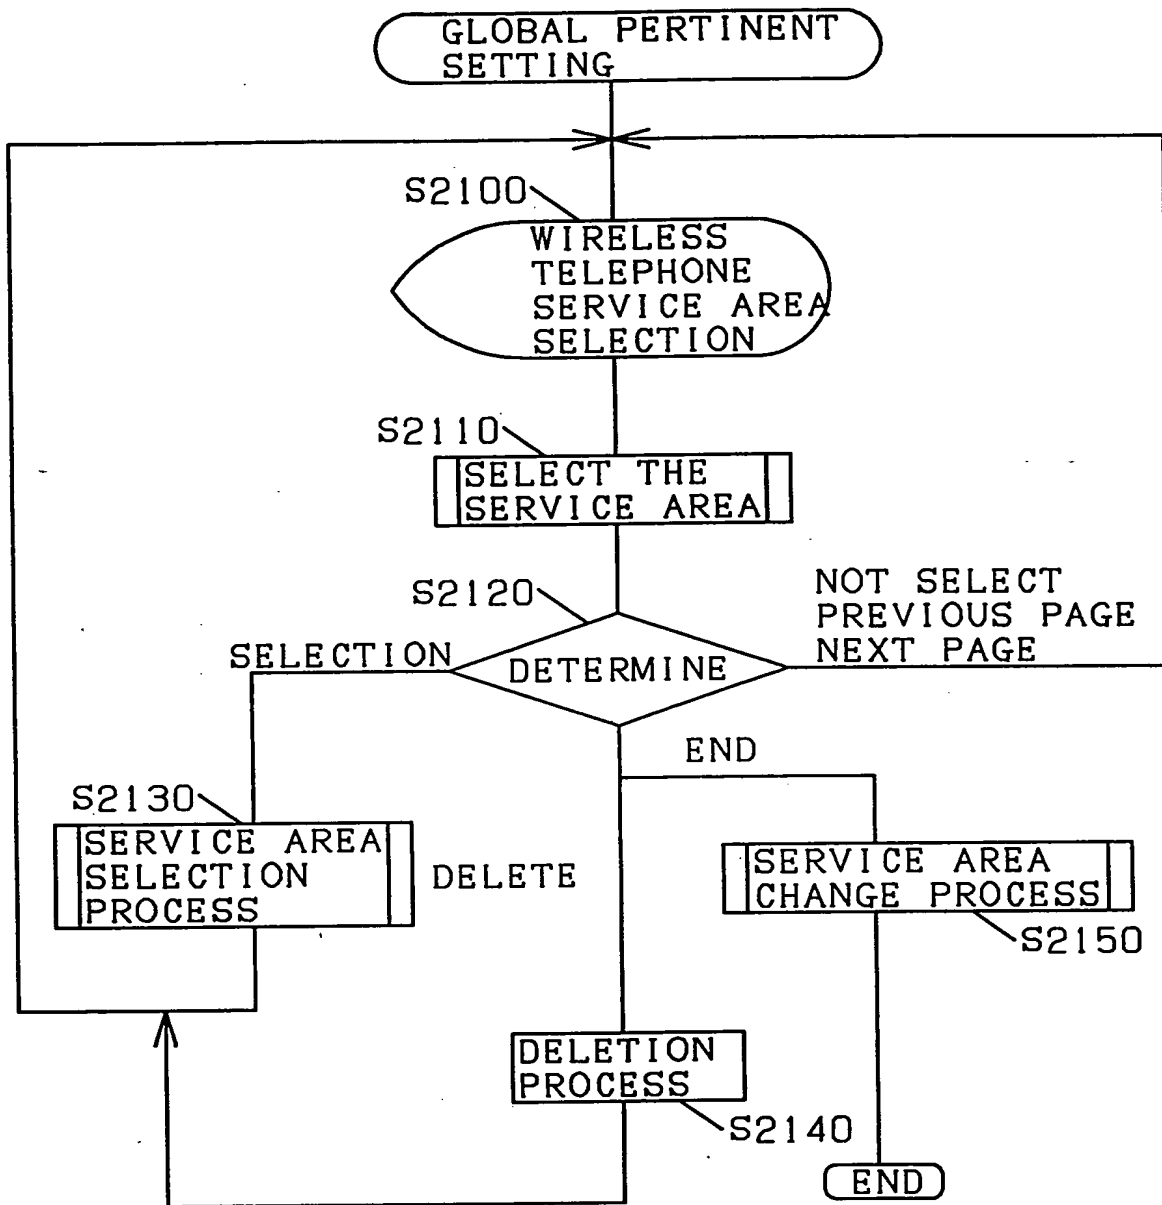 GLOBAL PERTINENT
SETTING
S2100
WIRELESS
TELEPHONE
SERVICE AREA
SELECTION
S2110
SELECT THE
SERVICE AREA
S2120
NOT SELECT
PREVIOUS PAGE
NEXT PAGE
SELECTION
DETERMINE
END
S2130
SERVICE AREA
SELECTION
PROCESS
DELETE
SERVICE AREA
CHANGE PROCESS
S2150
DELETION
PROCESS
S2140
END